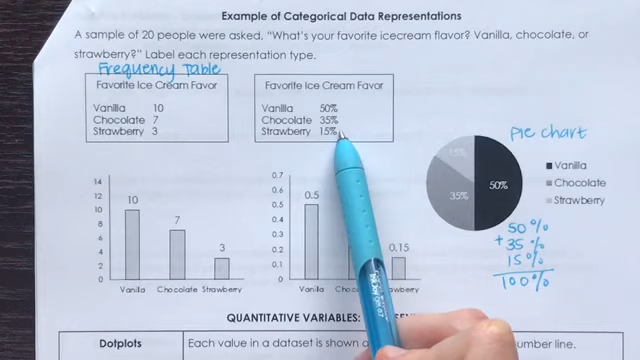 Example of Categorical Data Representations
A sample of 20 people were asked. "What's your favorite icecream flavor? Vanilla, chocolate, or
strawberry?" Label each representation type.
Frequency Table
Favorite Ice Cream Favor
Vanilla 10
Chocolate 7
Strawberry 3
Favorite Ice Cream Favor
Vanilla 50%
Chocolate 35%
Strawberry 15%
Pie chart
15%
35%
50%
Vanilla
Chocolate
Strawberry
50%
+ 35%
15%
100%
14
12
10
8
6
4
2
0
10
7
3
Vanilla Chocolate Strawberry
0.7
0.6
0.5
0.4
0.3
0.2
0.1
0
0.5
0.15
Vanilla Strawberry
QUANTITATIVE VARIABLES:
Dotplots
Each value in a dataset is shown
number line.